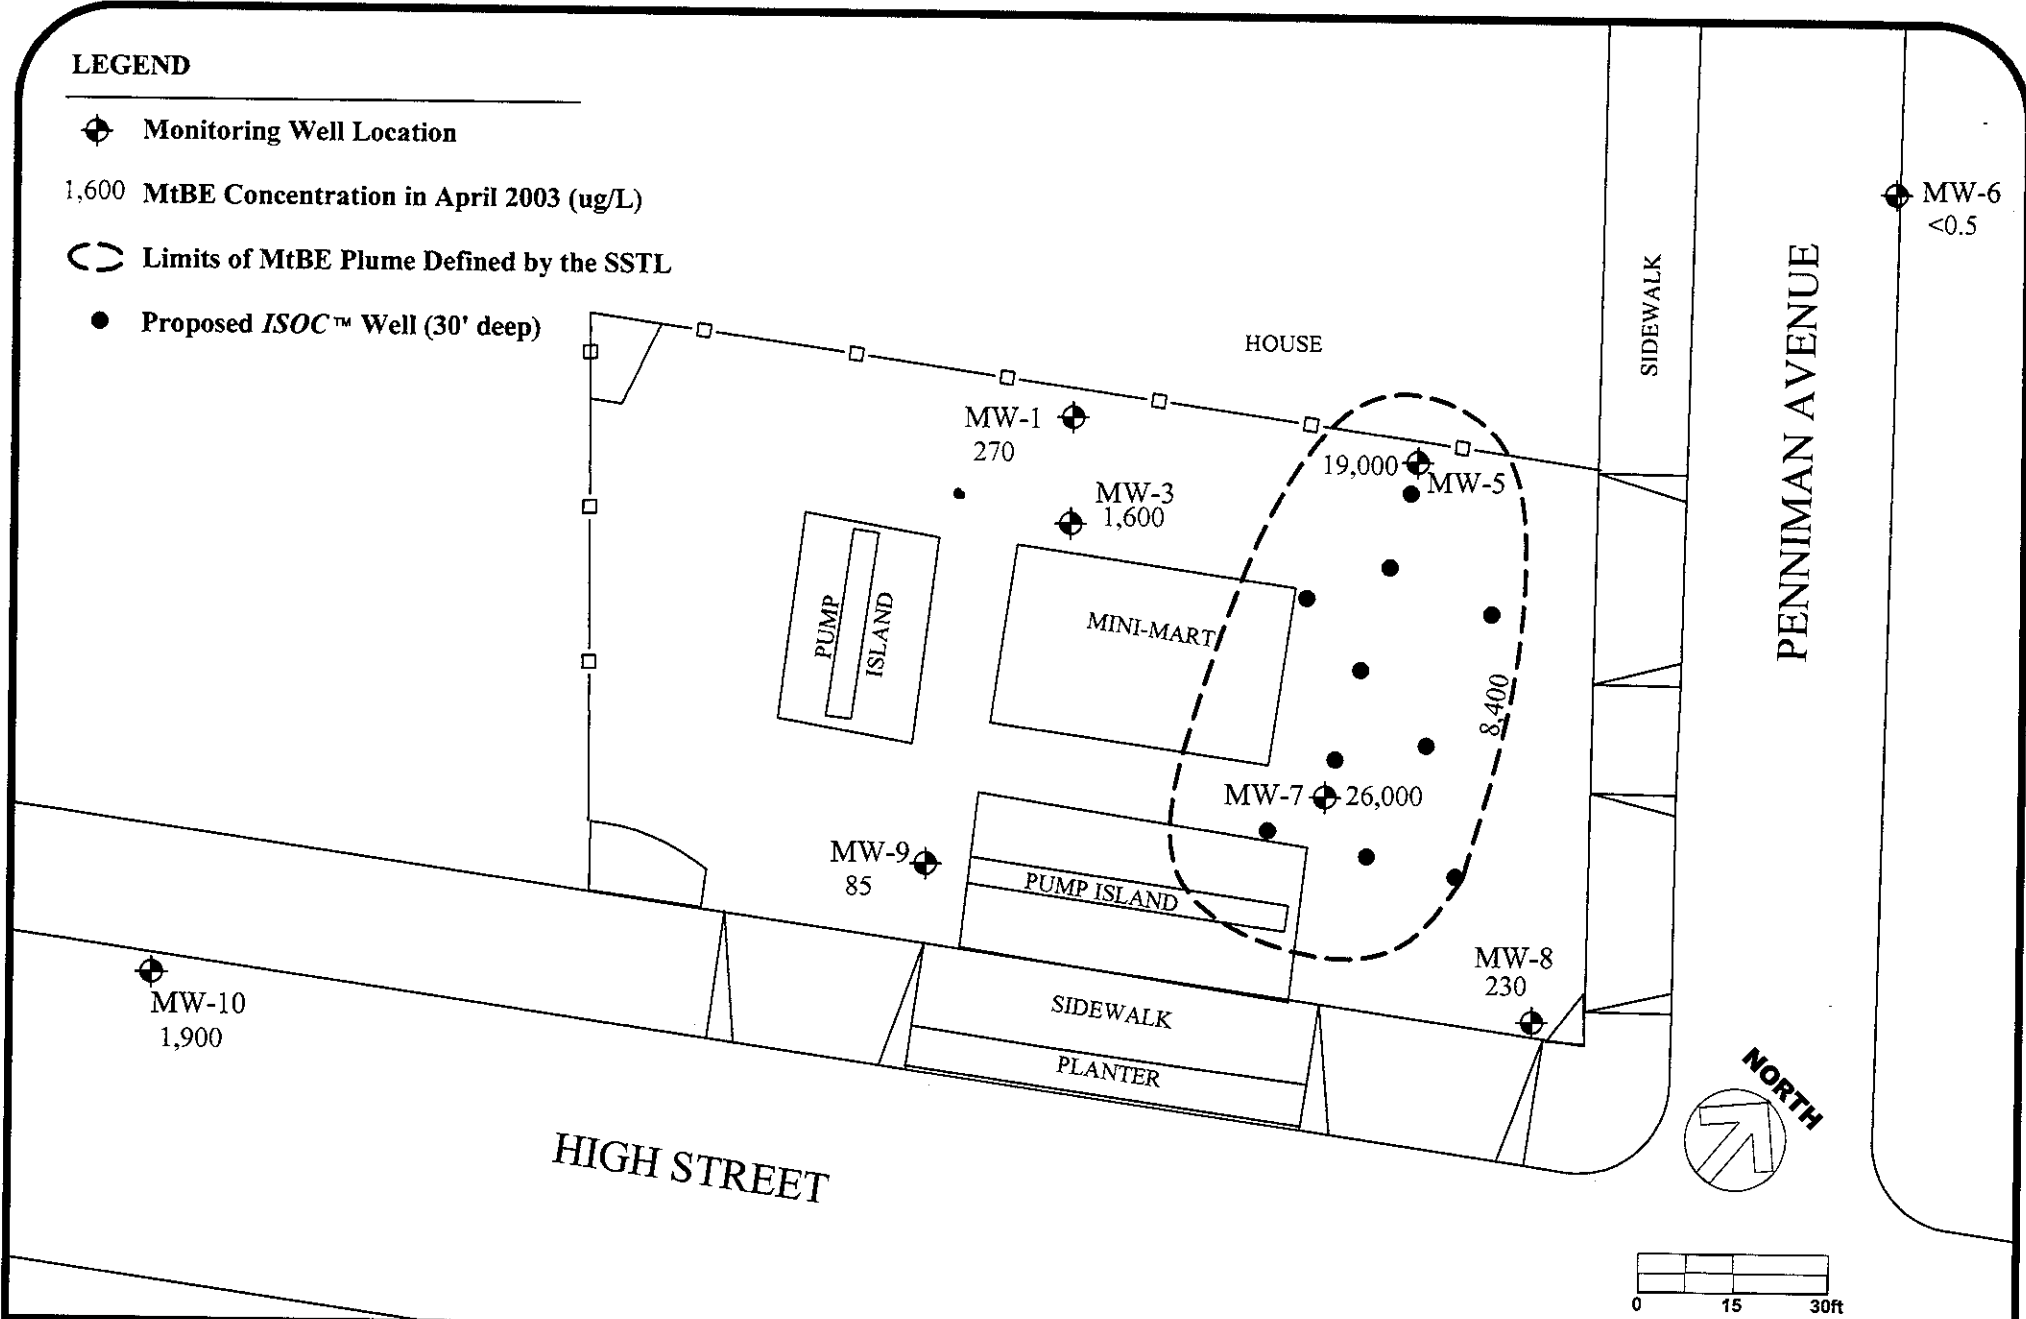 LEGEND
Monitoring Well Location
1,600 MtBE Concentration in April 2003 (ug/L)
Limits of MtBE Plume Defined by the SSTL
Proposed ISOC™ Well (30' deep)
MW-6
<0.5
SIDEWALK
PENNIMAN AVENUE
HOUSE
MW-1
270
19,000
MW-5
MW-3
1,600
PUMP
ISLAND
MINI-MART
8,400
MW-7
26,000
MW-9
85
PUMP ISLAND
MW-8
230
MW-10
1,900
SIDEWALK
PLANTER
HIGH STREET
NORTH
0 15 30ft